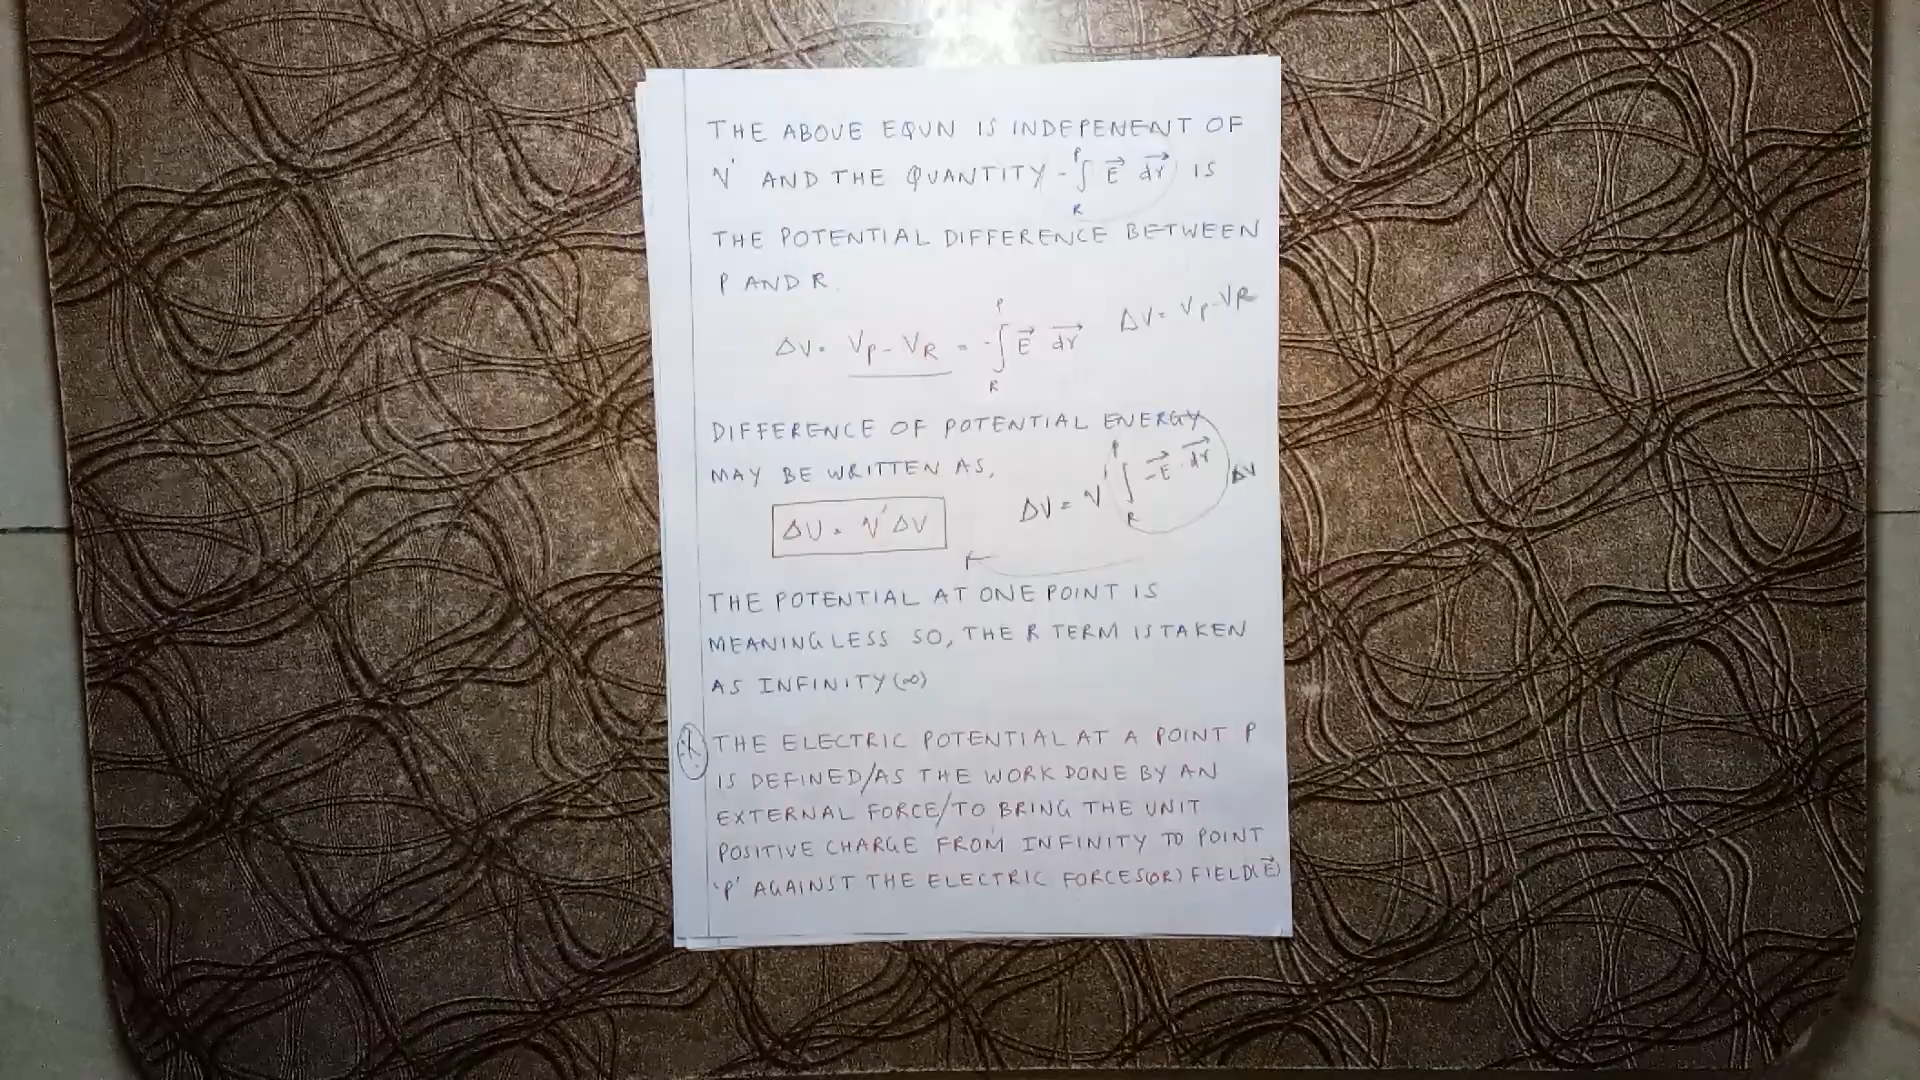 THE ABOVE EQUN IS INDEPENENT OF
q' AND THE QUANTITY -∫ᴿᴾ E⃗ dr⃗ IS
THE POTENTIAL DIFFERENCE BETWEEN
P AND R.
ΔV = VP - VR = -∫ᴿᴾ E⃗ dr⃗ ΔV = VP - VR
DIFFERENCE OF POTENTIAL ENERGY
MAY BE WRITTEN AS,
ΔU = q'ΔV ΔU = q' ∫ᴿᴾ -E⃗ . dr⃗ ΔV
THE POTENTIAL AT ONE POINT IS
MEANINGLESS SO, THE R TERM IS TAKEN
AS INFINITY (∞)
THE ELECTRIC POTENTIAL AT A POINT P
IS DEFINED/AS THE WORK DONE BY AN
EXTERNAL FORCE/TO BRING THE UNIT
POSITIVE CHARGE FROM INFINITY TO POINT
'P' AGAINST THE ELECTRIC FORCES(OR) FIELD(E⃗)